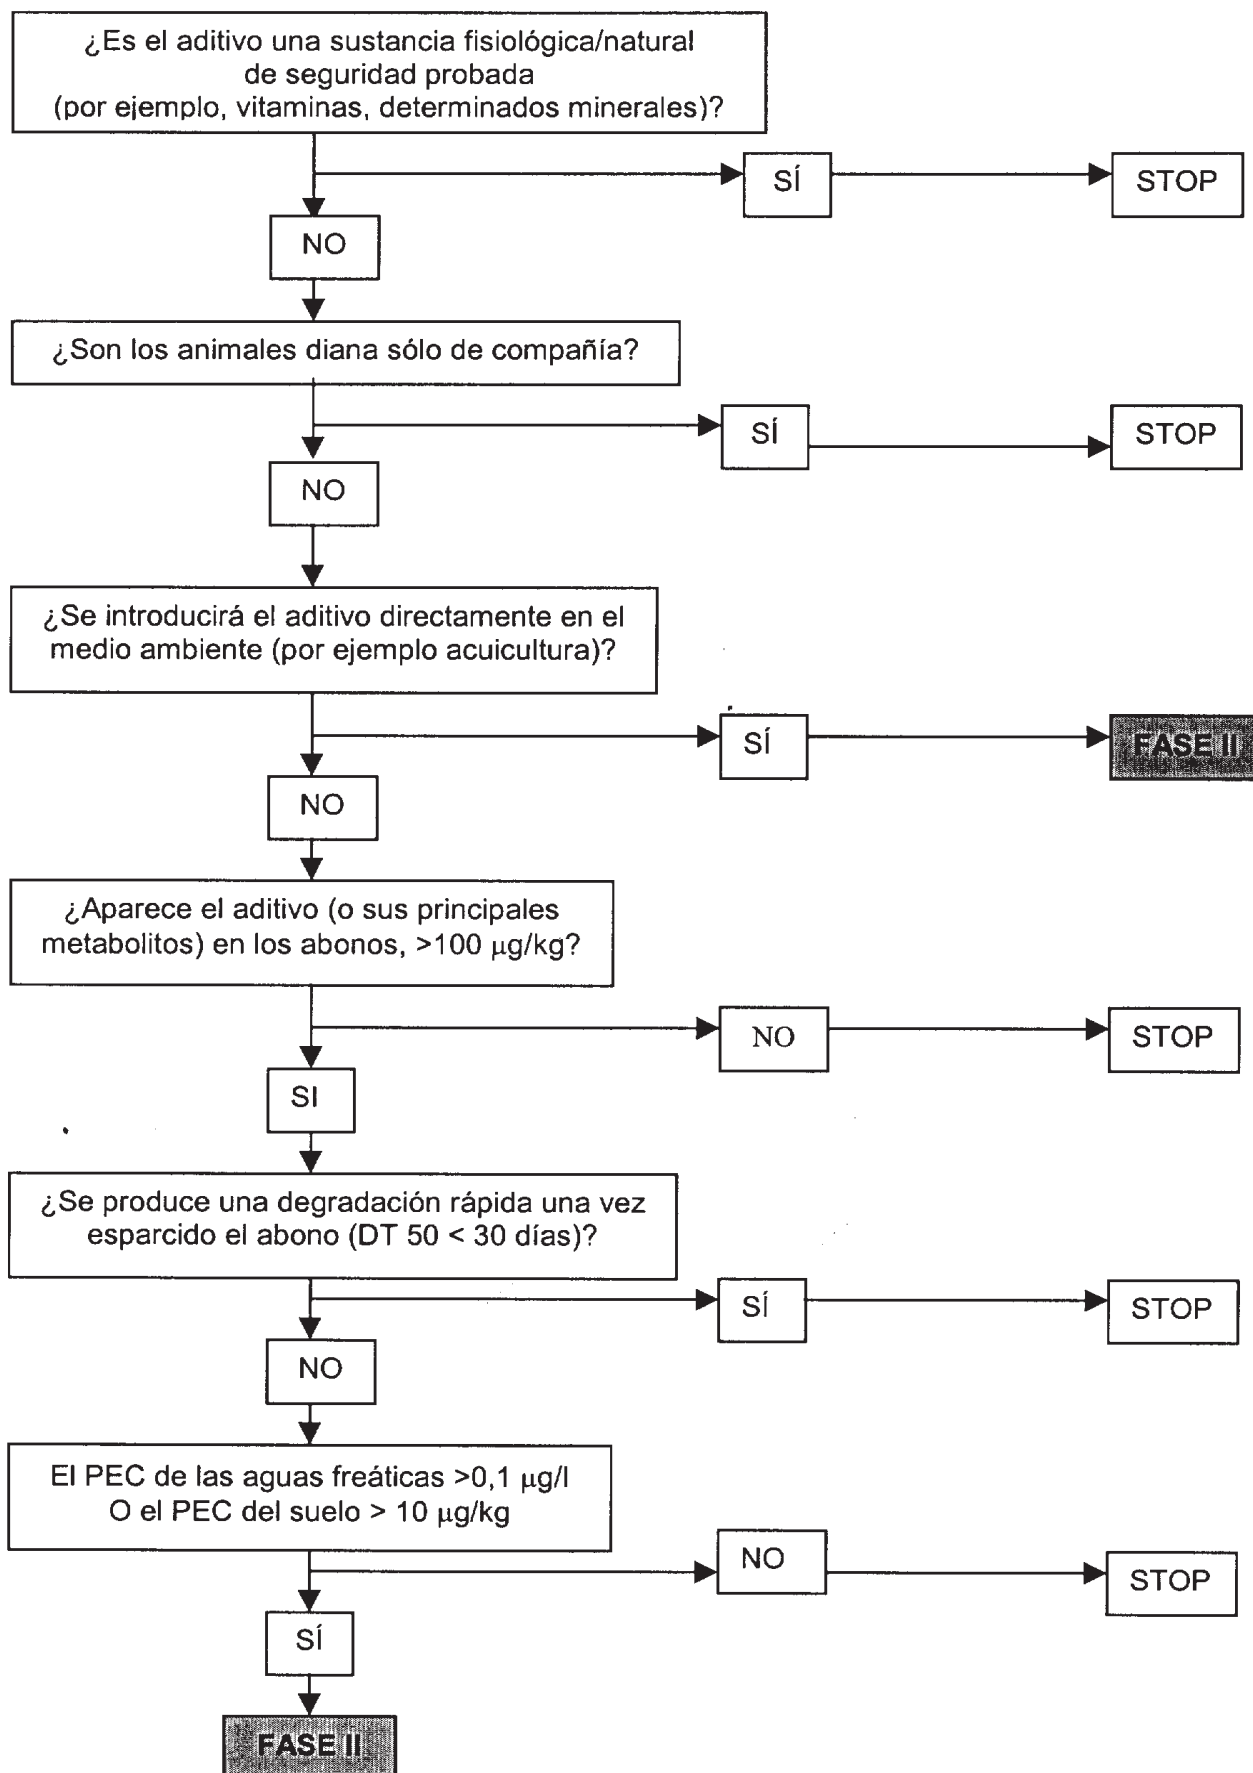 ¿Es el aditivo una sustancia fisiológica/natural
de seguridad probada
(por ejemplo, vitaminas, determinados minerales)?
SÍ
STOP
NO
¿Son los animales diana sólo de compañía?
SÍ
STOP
NO
¿Se introducirá el aditivo directamente en el
medio ambiente (por ejemplo acuicultura)?
SÍ
FASE II
NO
¿Aparece el aditivo (o sus principales
metabolitos) en los abonos, >100 µg/kg?
NO
STOP
SI
¿Se produce una degradación rápida una vez
esparcido el abono (DT 50 < 30 días)?
SÍ
STOP
NO
El PEC de las aguas freáticas >0,1 µg/l
O el PEC del suelo > 10 µg/kg
NO
STOP
SÍ
FASE II